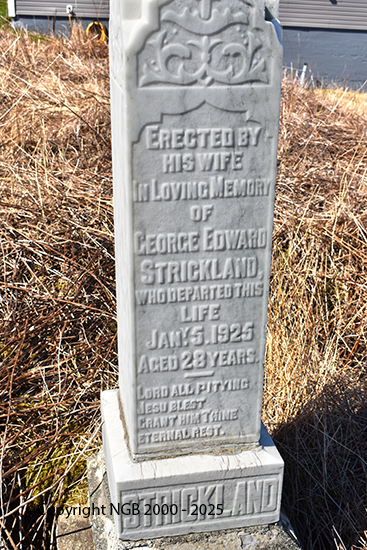 ERECTED BY
HIS WIFE
IN LOVING MEMORY
OF
GEORGE EDWARD
STRICKLAND,
WHO DEPARTED THIS
LIFE
JANY. 5. 1925
AGED 28 YEARS.
LORD ALL PITYING
JESU BLEST
GRANT HIM THINE
ETERNAL REST.
STRICKLAND
Copyright NGB 2000 - 2025